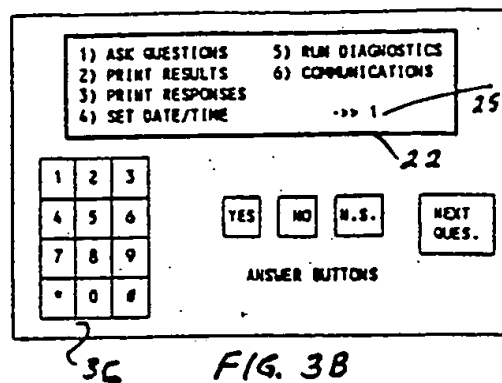 1) ASK QUESTIONS 5) RUN DIAGNOSTICS
2) PRINT RESULTS 6) COMMUNICATIONS
3) PRINT RESPONSES
4) SET DATE/TIME ->> 1
25
22
1 2 3
4 5 6
7 8 9
* 0 #
YES NO N.S. NEXT QUES.
ANSWER BUTTONS
36
FIG. 3B